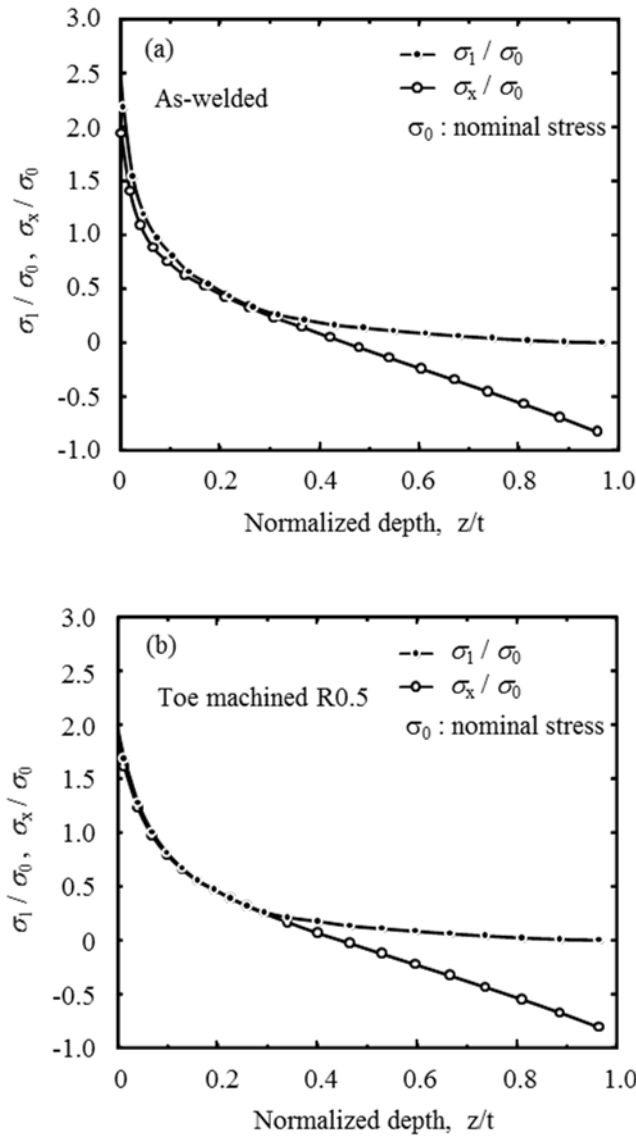 3.0
(a)
σ₁ / σ₀
2.5
As-welded
σₓ / σ₀
2.0
σ₀ : nominal stress
1.5
σ₁ / σ₀ , σₓ / σ₀
1.0
0.5
0
-0.5
-1.0
0 0.2 0.4 0.6 0.8 1.0
Normalized depth, z/t
3.0
(b)
σ₁ / σ₀
2.5
Toe machined R0.5
σₓ / σ₀
2.0
σ₀ : nominal stress
1.5
σ₁ / σ₀ , σₓ / σ₀
1.0
0.5
0
-0.5
-1.0
0 0.2 0.4 0.6 0.8 1.0
Normalized depth, z/t